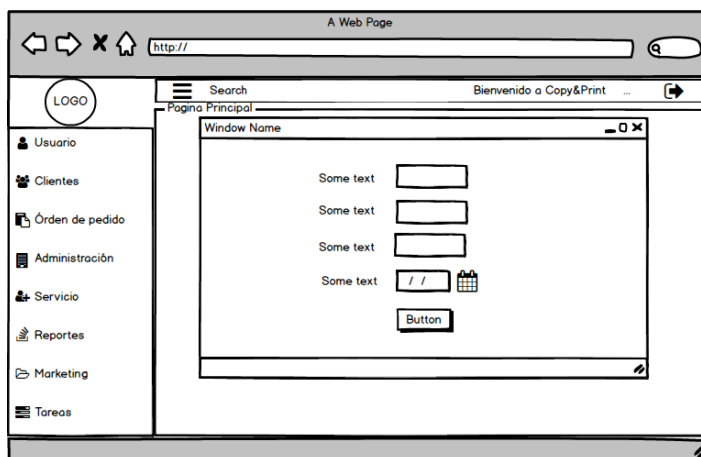 A Web Page
http://
LOGO
Search
Bienvenido a Copy&Print ...
Pagina Principal
Window Name
Usuario
Clientes
Órden de pedido
Administración
Servicio
Reportes
Marketing
Tareas
Some text
Some text
Some text
Some text
/ /
Button